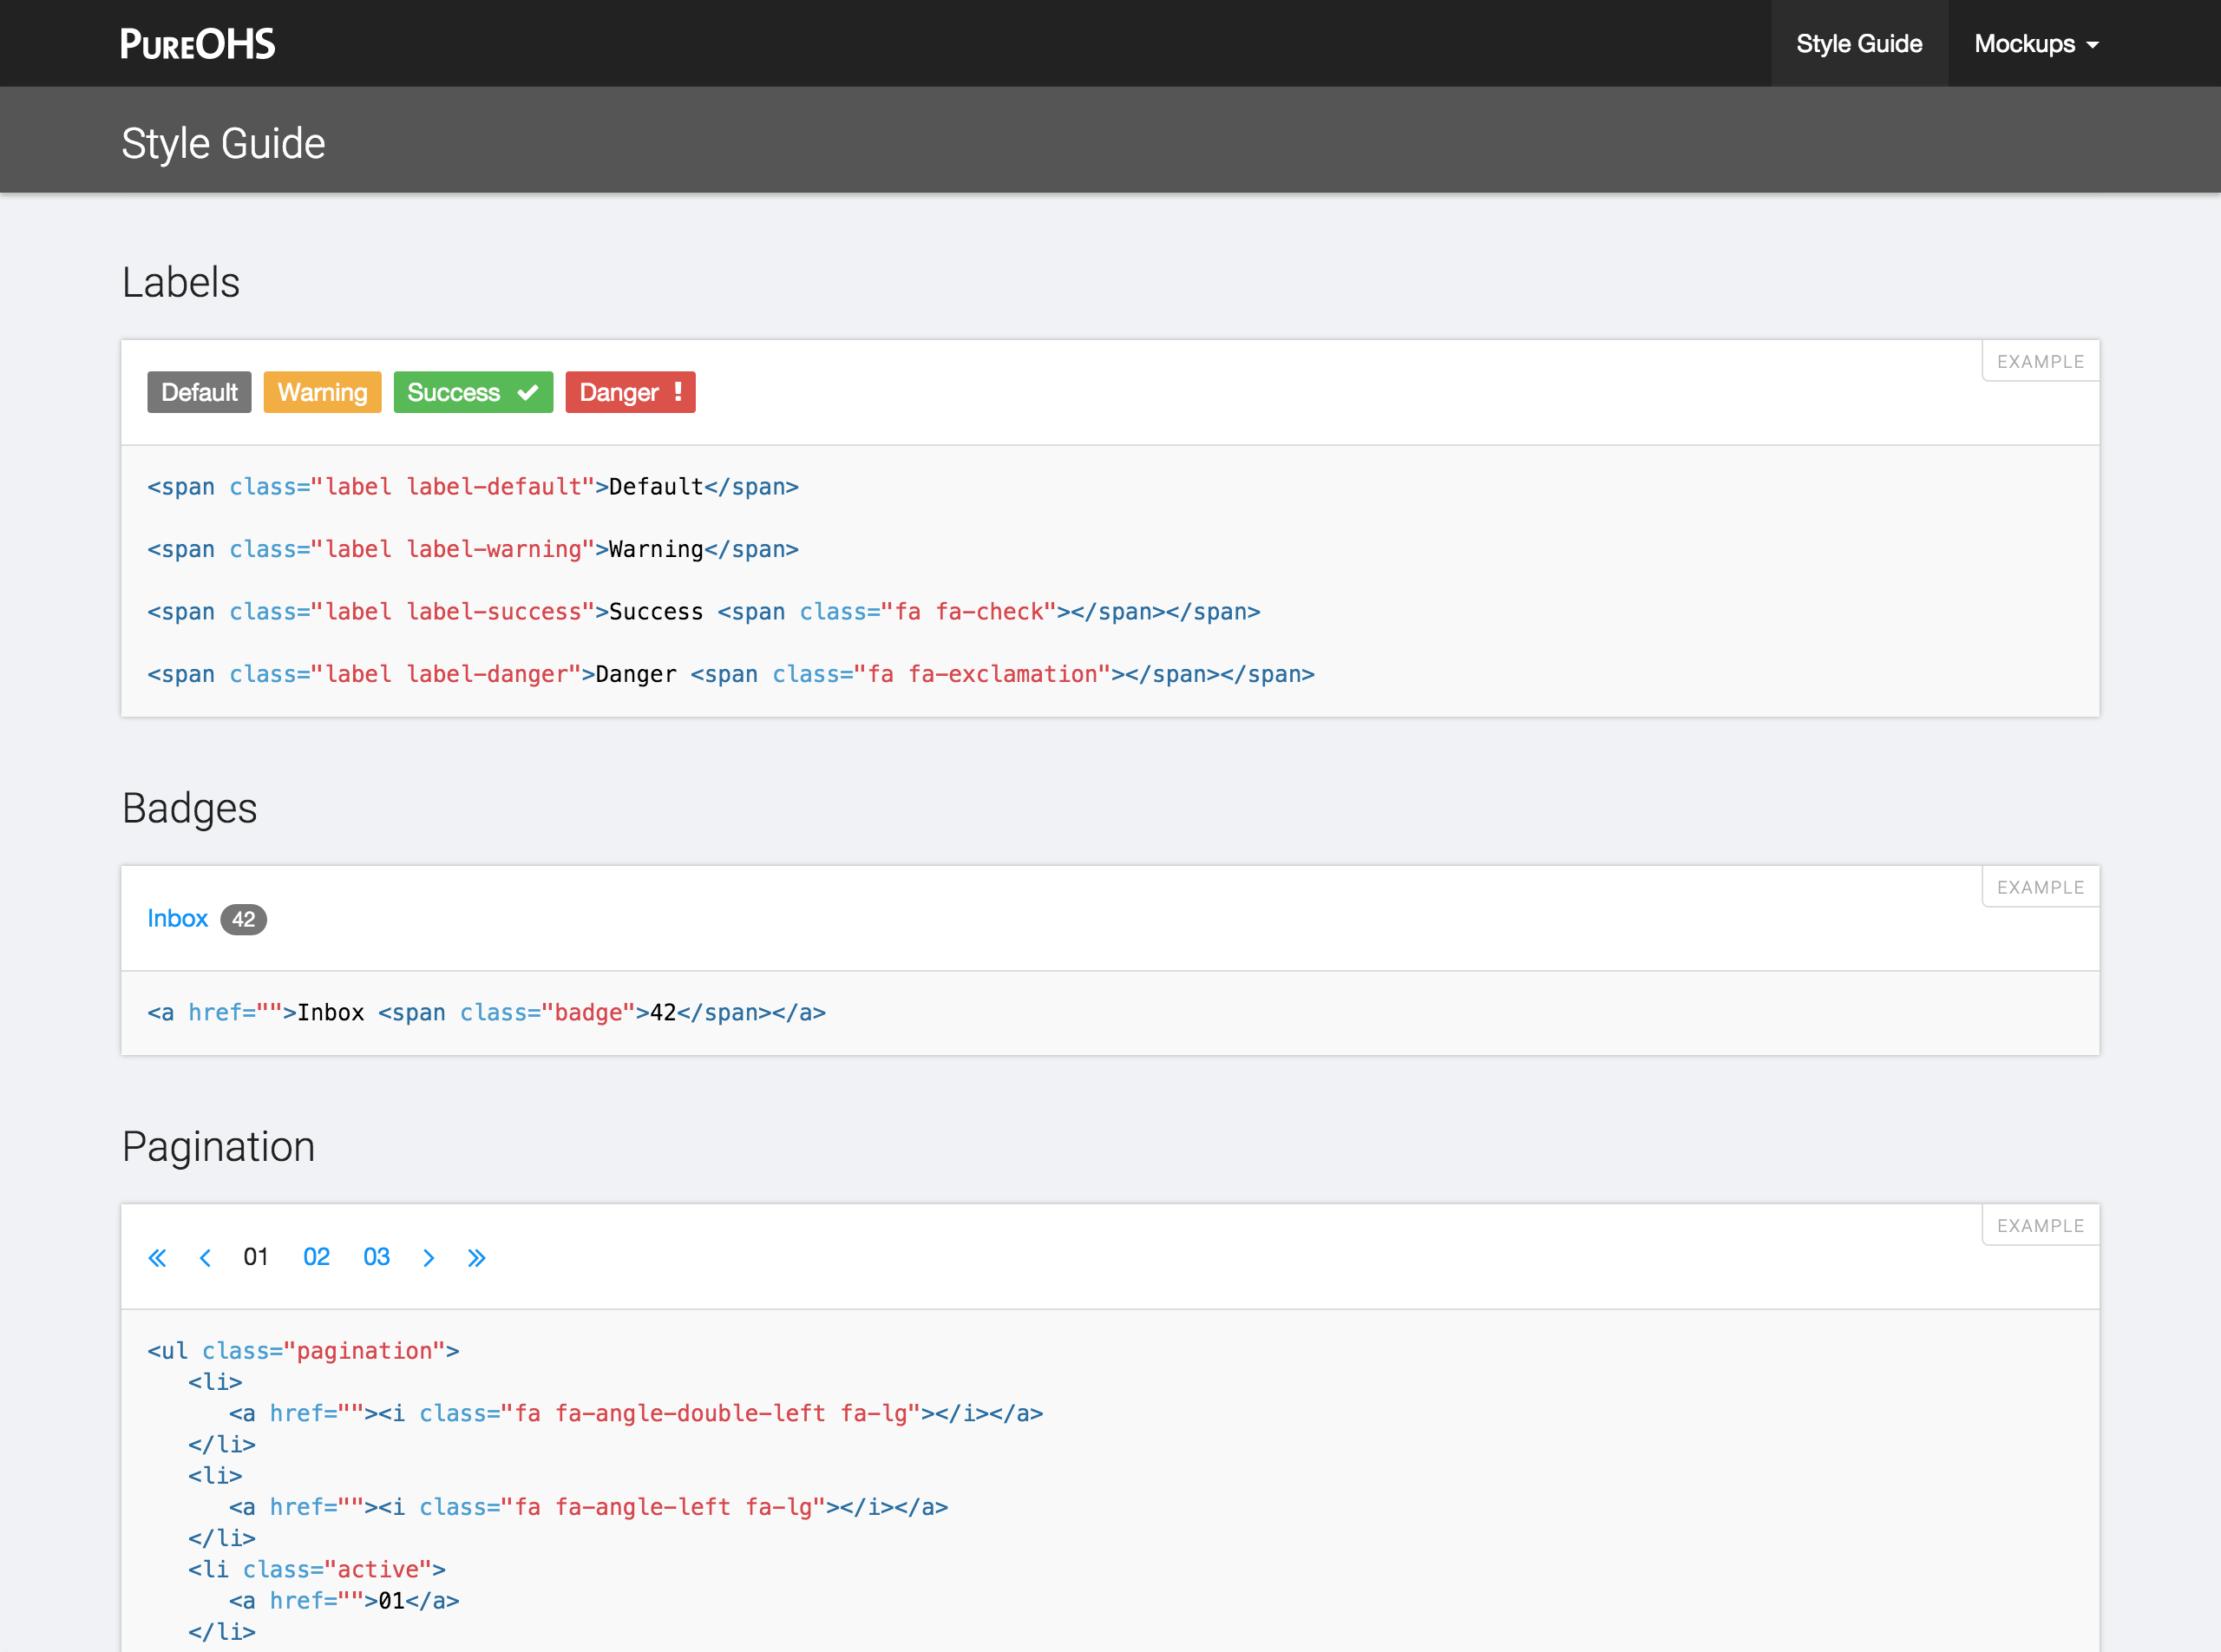 PureOHS
Style Guide
Mockups
Style Guide
Labels
EXAMPLE
Default Warning Success Danger !
<span class="label label-default">Default</span>
<span class="label label-warning">Warning</span>
<span class="label label-success">Success <span class="fa fa-check"></span></span>
<span class="label label-danger">Danger <span class="fa fa-exclamation"></span></span>
Badges
EXAMPLE
Inbox 42
<a href="">Inbox <span class="badge">42</span></a>
Pagination
EXAMPLE
« ‹ 01 02 03 › »
<ul class="pagination">
<li>
<a href=""><i class="fa fa-angle-double-left fa-lg"></i></a>
</li>
<li>
<a href=""><i class="fa fa-angle-left fa-lg"></i></a>
</li>
<li class="active">
<a href="">01</a>
</li>